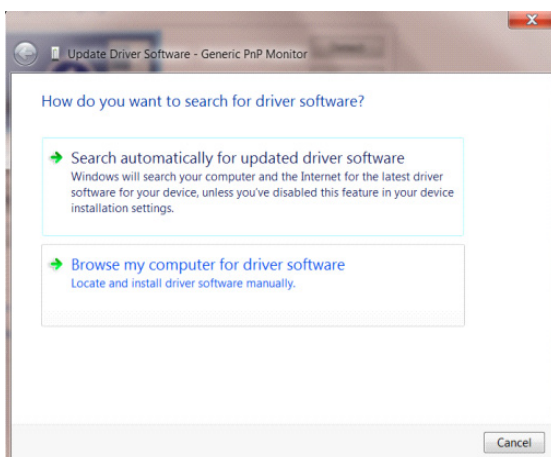 Update Driver Software - Generic PnP Monitor
How do you want to search for driver software?
Search automatically for updated driver software
Windows will search your computer and the Internet for the latest driver
software for your device, unless you've disabled this feature in your device
installation settings.
Browse my computer for driver software
Locate and install driver software manually.
Cancel